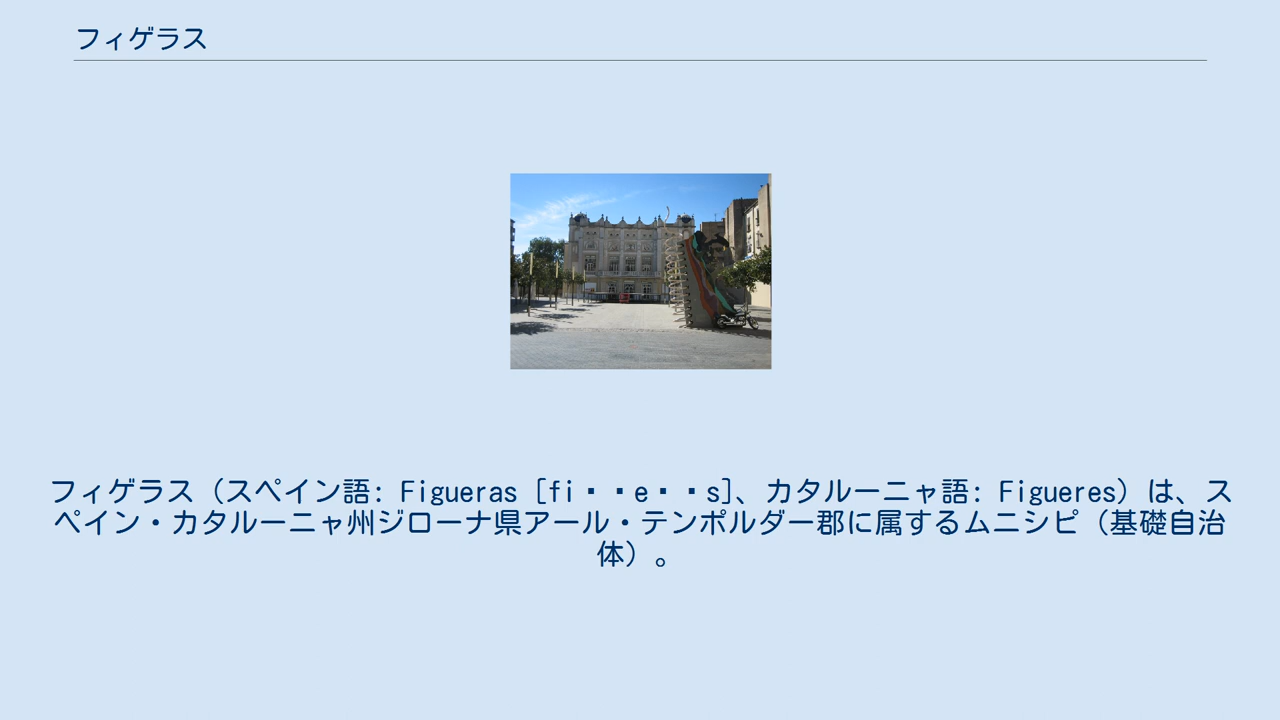 フィゲラス
フィゲラス（スペイン語: Figueras [fi・・e・・s]、カタルーニャ語: Figueres）は、ス
ペイン・カタルーニャ州ジローナ県アール・テンポルダー郡に属するムニシピ（基礎自治
体）。